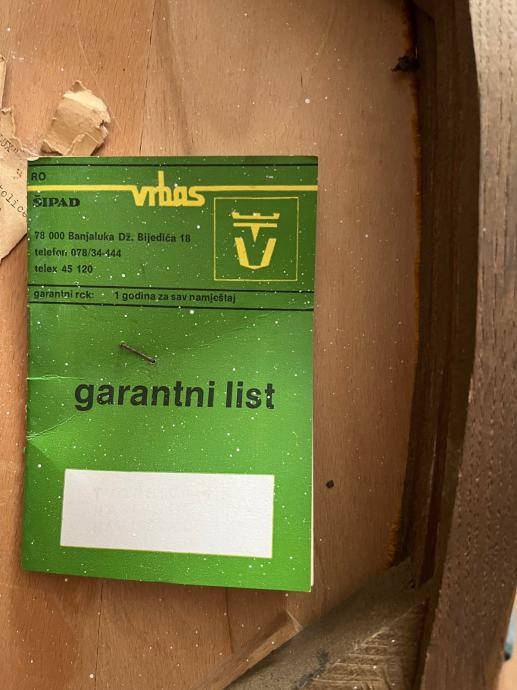 RO
vrbas
ŠIPAD
78 000 Banjaluka Dž. Bijedića 18
telefon 078/34-444
telex 45 120
garantni rok: 1 godina za sav namještaj
garantni list